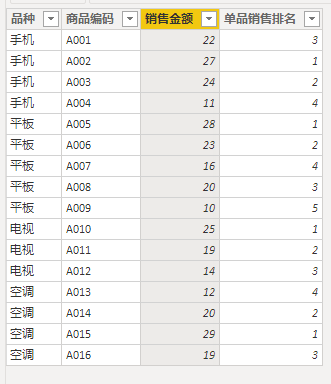 品种 商品编码 销售金额 单品销售排名
手机 A001 22 3
手机 A002 27 1
手机 A003 24 2
手机 A004 11 4
平板 A005 28 1
平板 A006 23 2
平板 A007 16 4
平板 A008 20 3
平板 A009 10 5
电视 A010 25 1
电视 A011 19 2
电视 A012 14 3
空调 A013 12 4
空调 A014 20 2
空调 A015 29 1
空调 A016 19 3